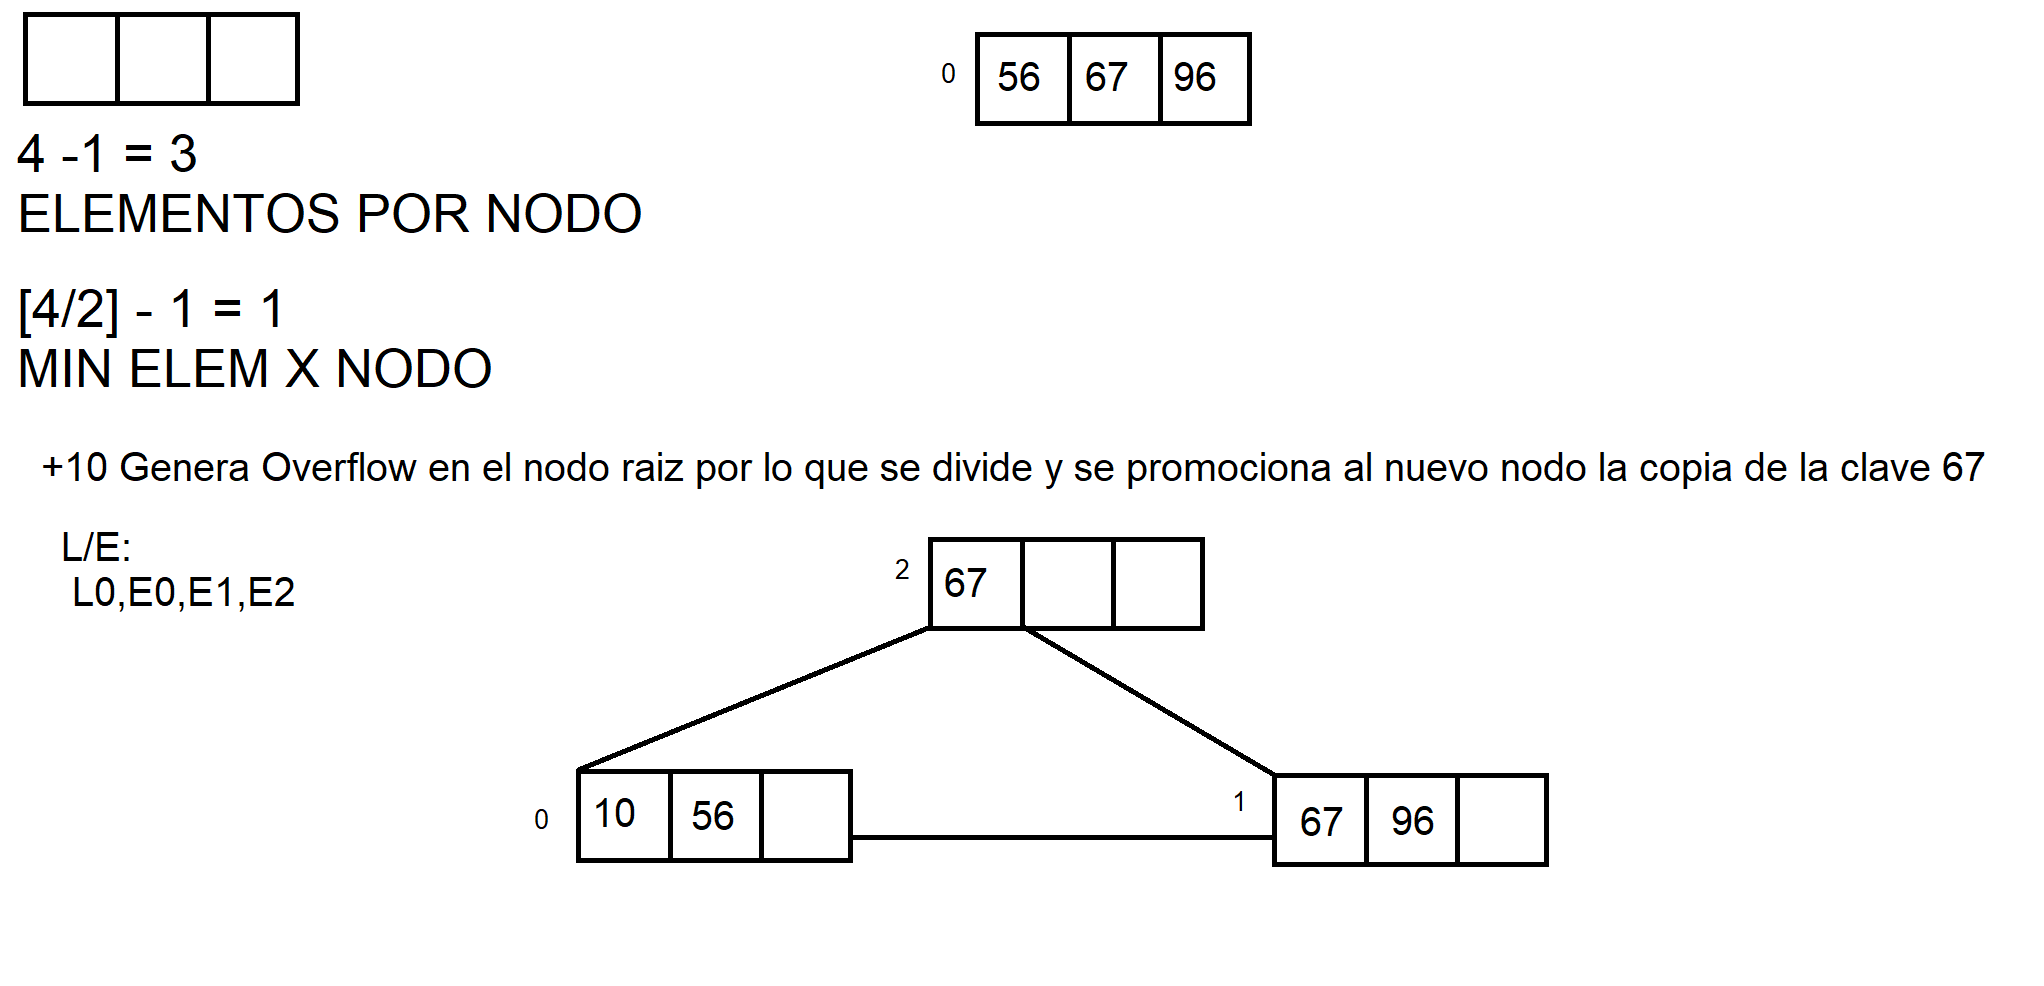 0 56 67 96
4 -1 = 3
ELEMENTOS POR NODO
[4/2] - 1 = 1
MIN ELEM X NODO
+10 Genera Overflow en el nodo raiz por lo que se divide y se promociona al nuevo nodo la copia de la clave 67
L/E:
L0,E0,E1,E2
2 67
0 10 56
1 67 96